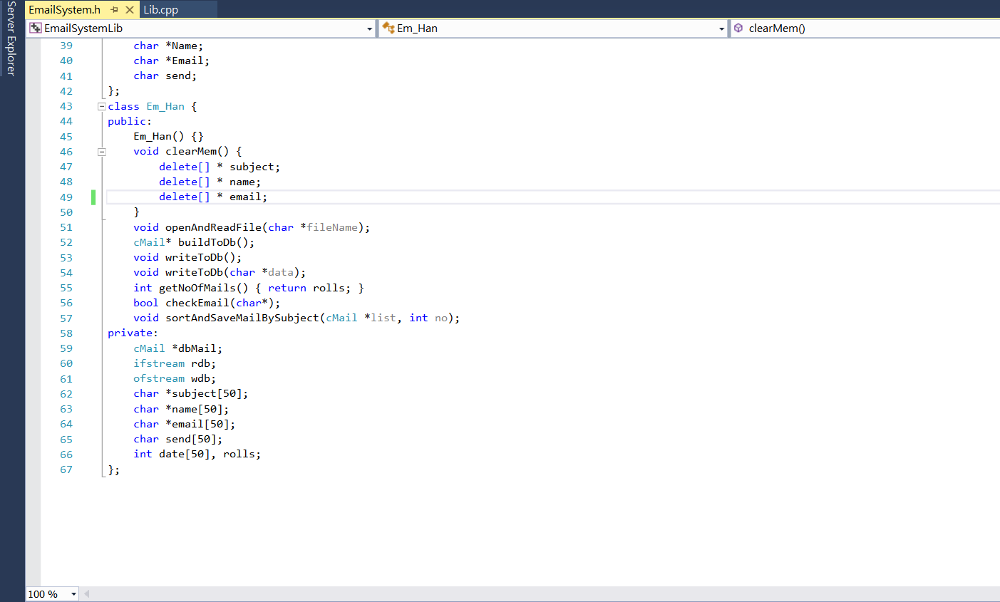 Server Explorer
EmailSystem.h Lib.cpp
EmailSystemLib Em_Han clearMem()
39 char *Name;
40 char *Email;
41 char send;
42 };
43 class Em_Han {
44 public:
45 Em_Han() {}
46 void clearMem() {
47 delete[] * subject;
48 delete[] * name;
49 delete[] * email;
50 }
51 void openAndReadFile(char *fileName);
52 cMail* buildToDb();
53 void writeToDb();
54 void writeToDb(char *data);
55 int getNoOfMails() { return rolls; }
56 bool checkEmail(char*);
57 void sortAndSaveMailBySubject(cMail *list, int no);
58 private:
59 cMail *dbMail;
60 ifstream rdb;
61 ofstream wdb;
62 char *subject[50];
63 char *name[50];
64 char *email[50];
65 char send[50];
66 int date[50], rolls;
67 };
100 %